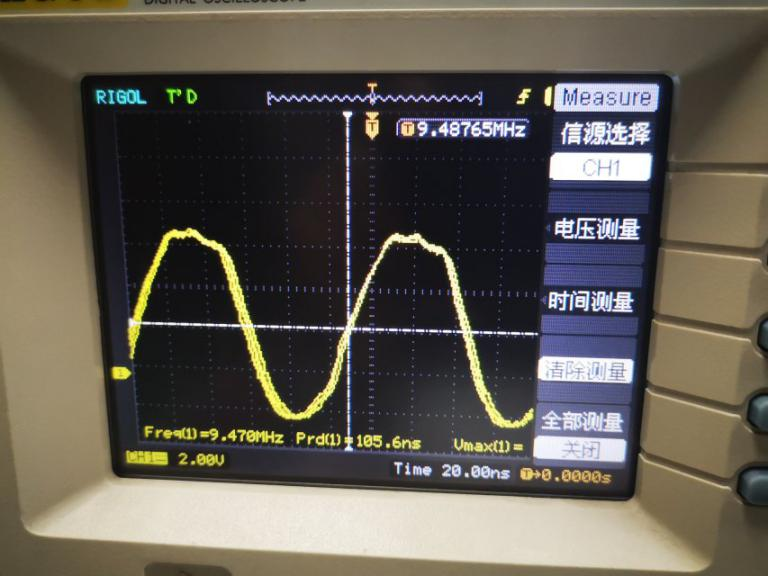 DIGITAL OSCILLOSCOPE
RIGOL T'D
T
Measure
T 9.48765MHz
信源选择
CH1
电压测量
时间测量
1
清除测量
全部测量
关闭
Freq(1)=9.470MHz Prd(1)=105.6ns Vmax(1)=
CH1 2.00V
Time 20.00ns T→0.0000s